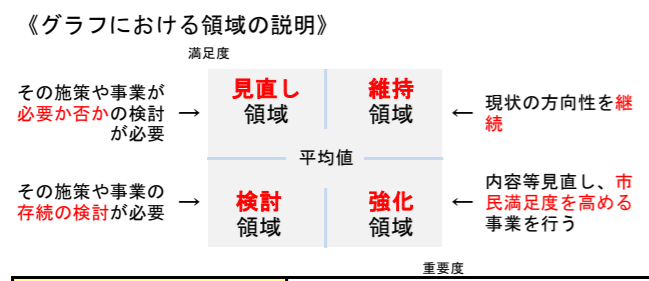 《グラフにおける領域の説明》
満足度
その施策や事業が
必要か否かの検討
が必要
→
見直し
領域
維持
領域
←
現状の方向性を継
続
平均値
その施策や事業の
存続の検討が必要
→
検討
領域
強化
領域
←
内容等見直し、市
民満足度を高める
事業を行う
重要度